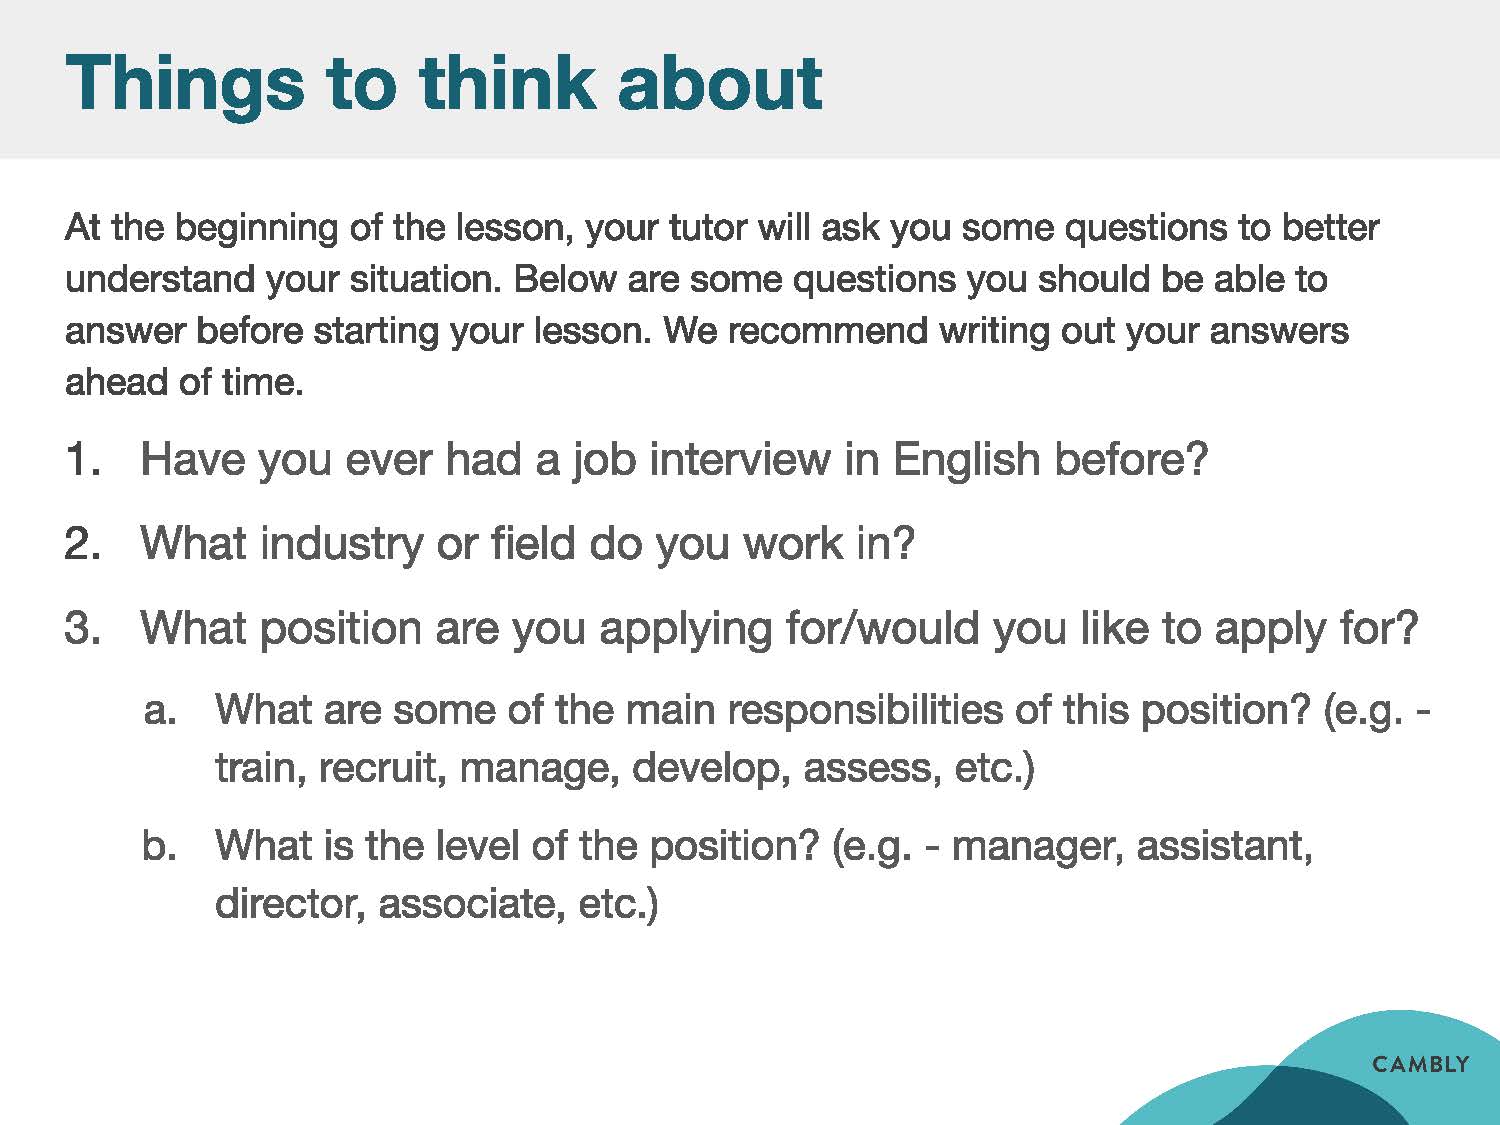 Things to think about
At the beginning of the lesson, your tutor will ask you some questions to better
understand your situation. Below are some questions you should be able to
answer before starting your lesson. We recommend writing out your answers
ahead of time.
1. Have you ever had a job interview in English before?
2. What industry or field do you work in?
3. What position are you applying for/would you like to apply for?
a. What are some of the main responsibilities of this position? (e.g. -
train, recruit, manage, develop, assess, etc.)
b. What is the level of the position? (e.g. - manager, assistant,
director, associate, etc.)
CAMBLY